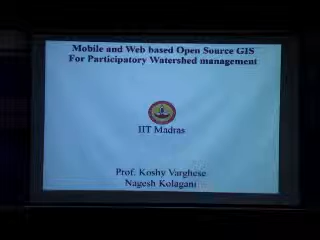 Mobile and Web based Open Source GIS
For Participatory Watershed management
IIT Madras
Prof. Koshy Varghese
Nagesh Kolagani